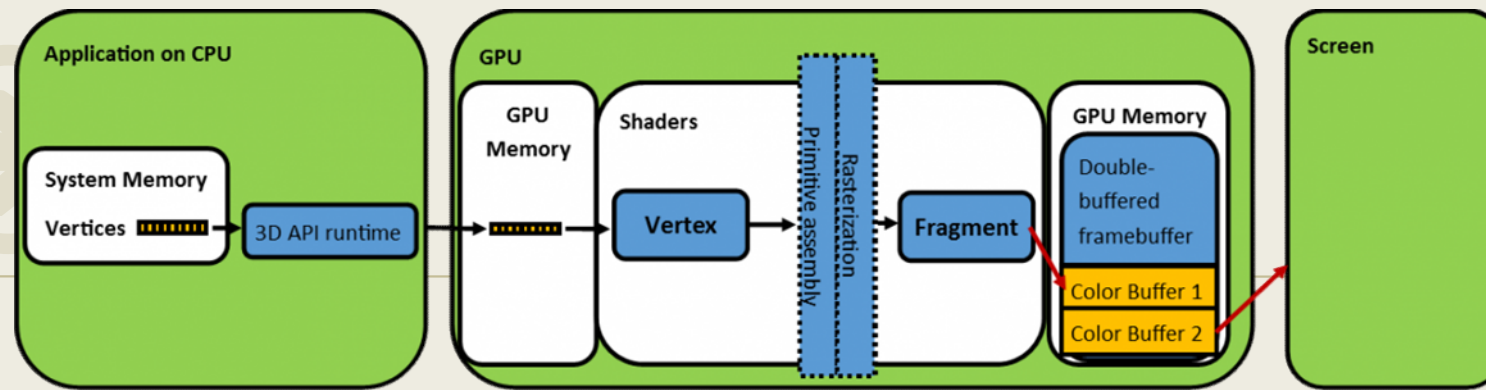 Application on CPU
System Memory
Vertices
3D API runtime
GPU
GPU
Memory
Shaders
Vertex
Primitive assembly
Rasterization
Fragment
GPU Memory
Double-
buffered
framebuffer
Color Buffer 1
Color Buffer 2
Screen